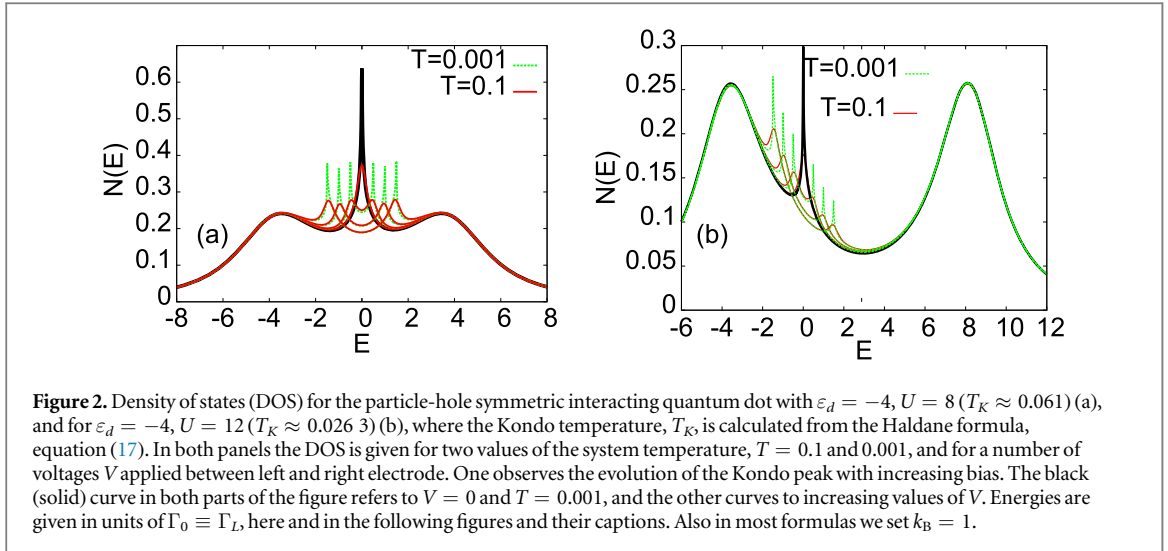 T=0.001
T=0.1
N(E)
0.6
0.5
0.4
0.3
0.2
0.1
0
(a)
-8 -6 -4 -2 0 2 4 6 8
E
T=0.001
T=0.1
N(E)
0.3
0.25
0.2
0.15
0.1
0.05
0
(b)
-6 -4 -2 0 2 4 6 8 10 12
E
Figure 2. Density of states (DOS) for the particle-hole symmetric interacting quantum dot with εd = −4, U = 8 (TK ≈ 0.061) (a),
and for εd = −4, U = 12 (TK ≈ 0.026 3) (b), where the Kondo temperature, TK, is calculated from the Haldane formula,
equation (17). In both panels the DOS is given for two values of the system temperature, T = 0.1 and 0.001, and for a number of
voltages V applied between left and right electrode. One observes the evolution of the Kondo peak with increasing bias. The black
(solid) curve in both parts of the figure refers to V = 0 and T = 0.001, and the other curves to increasing values of V. Energies are
given in units of Γ0 ≡ ΓL, here and in the following figures and their captions. Also in most formulas we set kB = 1.